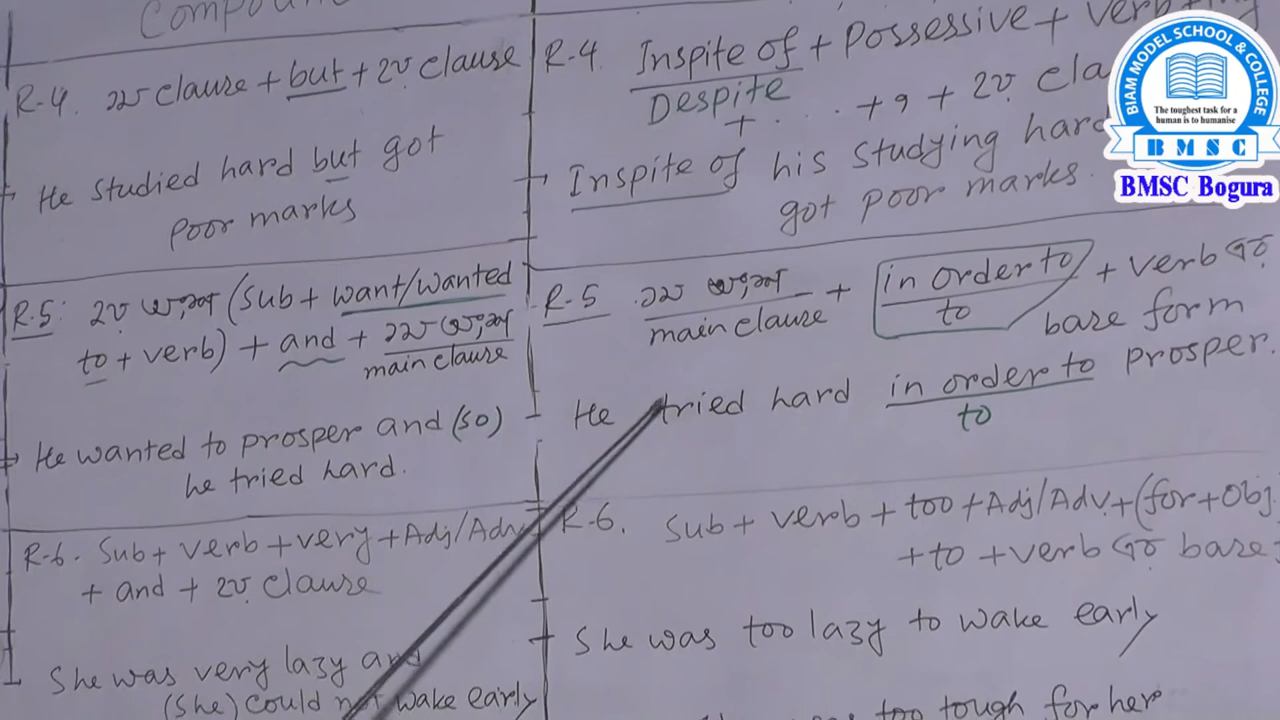 Compound
R-4. ১ম clause + but + ২য় clause
He studied hard but got
poor marks
R-5: ২য় অংশ (Sub + want/wanted
to + verb) + and + ১ম অংশ
main clause
He wanted to prosper and (so)
he tried hard.
R-6. Sub + verb + very + Adj/Adv
+ and + ২য় clause
She was very lazy and
(She) could not wake early
R-4. Inspite of + Possessive + verb + ing
Despite
+ . . . . + , + ২য় cla
Inspite of his studying hard
got poor marks.
R-5 ১ম অংশ + in order to + verb এর
main clause to base form
He tried hard in order to prosper.
to
R-6. Sub + verb + too + Adj/Adv. + (for + Obj.
+ to + verb এর base
She was too lazy to wake early
too tough for her
BIAM MODEL SCHOOL & COLLEGE
The toughest task for a
human is to humanise
BMSC
BMSC Bogura